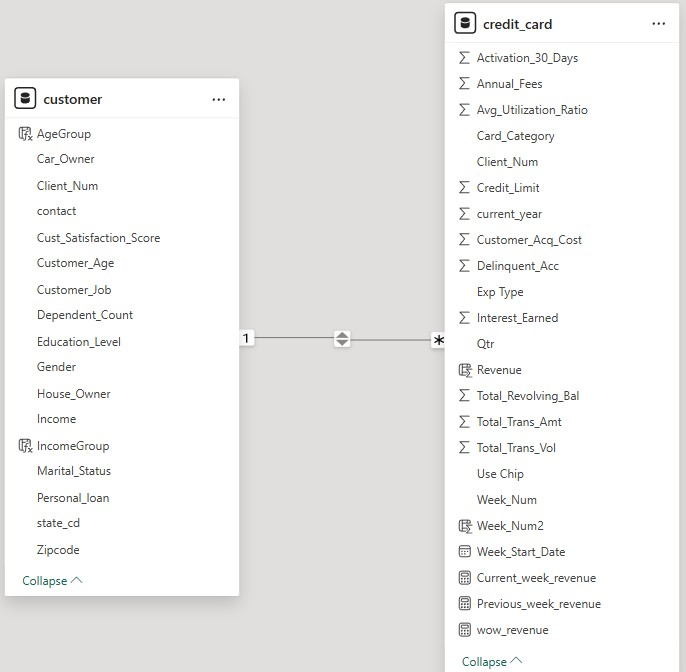 customer
AgeGroup
Car_Owner
Client_Num
contact
Cust_Satisfaction_Score
Customer_Age
Customer_Job
Dependent_Count
Education_Level
Gender
House_Owner
Income
IncomeGroup
Marital_Status
Personal_loan
state_cd
Zipcode
Collapse
1
*
credit_card
Activation_30_Days
Annual_Fees
Avg_Utilization_Ratio
Card_Category
Client_Num
Credit_Limit
current_year
Customer_Acq_Cost
Delinquent_Acc
Exp Type
Interest_Earned
Qtr
Revenue
Total_Revolving_Bal
Total_Trans_Amt
Total_Trans_Vol
Use Chip
Week_Num
Week_Num2
Week_Start_Date
Current_week_revenue
Previous_week_revenue
wow_revenue
Collapse